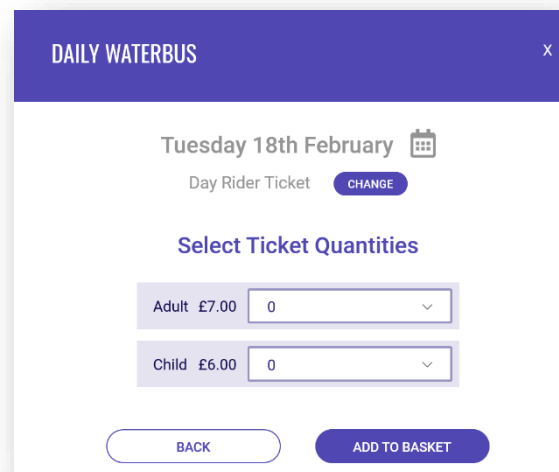 DAILY WATERBUS X
Tuesday 18th February
Day Rider Ticket CHANGE
Select Ticket Quantities
Adult £7.00 0
Child £6.00 0
BACK ADD TO BASKET